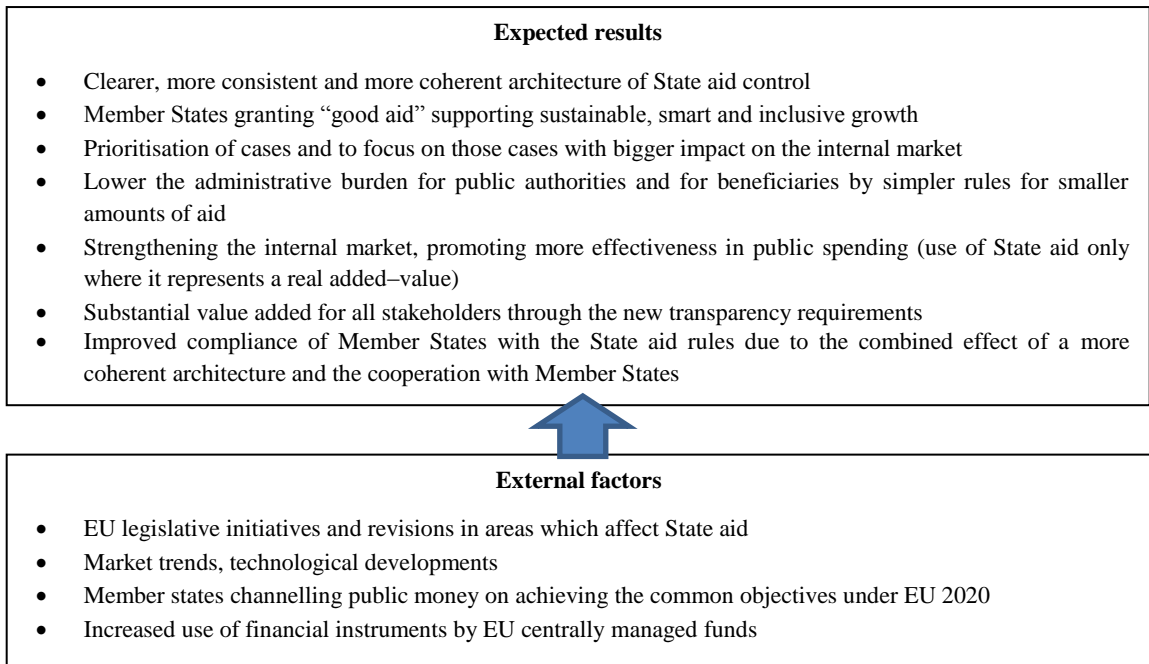 Expected results
• Clearer, more consistent and more coherent architecture of State aid control
• Member States granting “good aid” supporting sustainable, smart and inclusive growth
• Prioritisation of cases and to focus on those cases with bigger impact on the internal market
• Lower the administrative burden for public authorities and for beneficiaries by simpler rules for smaller
amounts of aid
• Strengthening the internal market, promoting more effectiveness in public spending (use of State aid only
where it represents a real added–value)
• Substantial value added for all stakeholders through the new transparency requirements
• Improved compliance of Member States with the State aid rules due to the combined effect of a more
coherent architecture and the cooperation with Member States
External factors
• EU legislative initiatives and revisions in areas which affect State aid
• Market trends, technological developments
• Member states channelling public money on achieving the common objectives under EU 2020
• Increased use of financial instruments by EU centrally managed funds